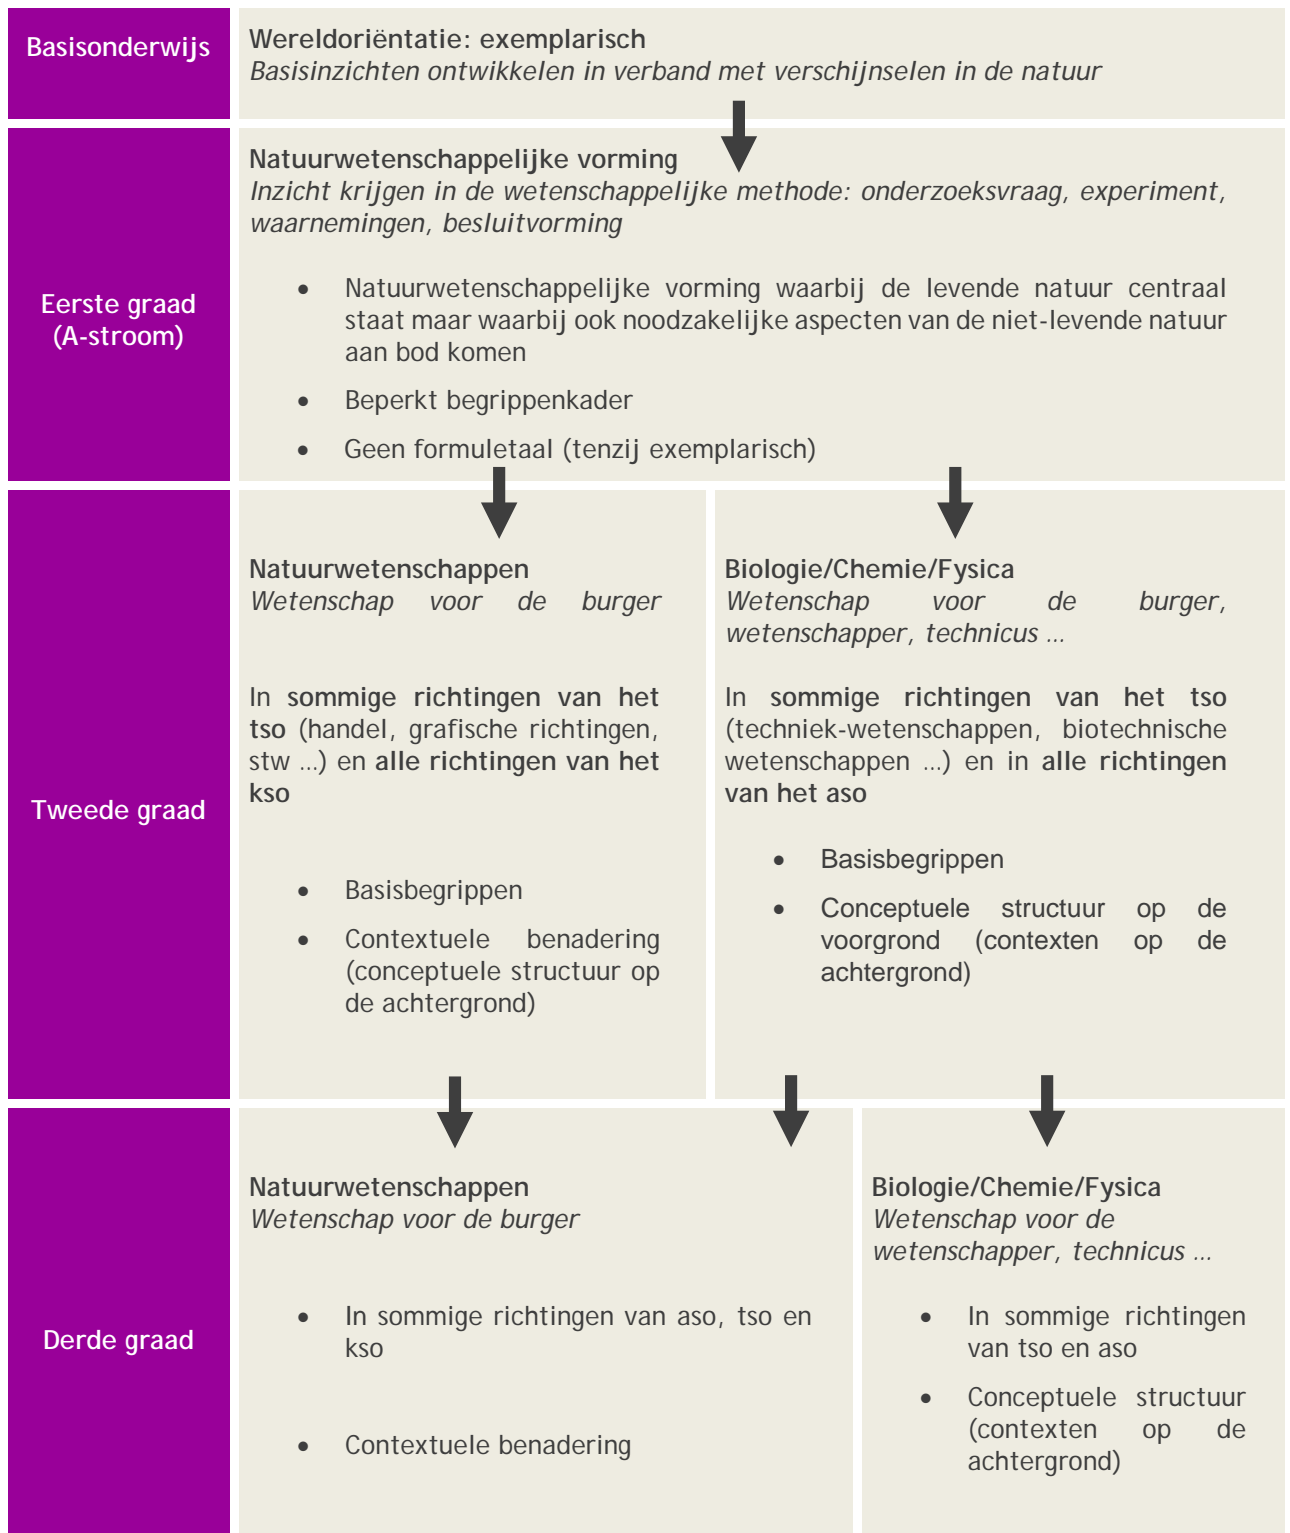 Basisonderwijs
Wereldoriëntatie: exemplarisch
Basisinzichten ontwikkelen in verband met verschijnselen in de natuur
Eerste graad
(A-stroom)
Natuurwetenschappelijke vorming
Inzicht krijgen in de wetenschappelijke methode: onderzoeksvraag, experiment,
waarnemingen, besluitvorming
• Natuurwetenschappelijke vorming waarbij de levende natuur centraal
staat maar waarbij ook noodzakelijke aspecten van de niet-levende natuur
aan bod komen
• Beperkt begrippenkader
• Geen formuletaal (tenzij exemplarisch)
Tweede graad
Natuurwetenschappen
Wetenschap voor de burger
In sommige richtingen van het
tso (handel, grafische richtingen,
stw …) en alle richtingen van het
kso
• Basisbegrippen
• Contextuele benadering
(conceptuele structuur op
de achtergrond)
Biologie/Chemie/Fysica
Wetenschap voor de burger,
wetenschapper, technicus …
In sommige richtingen van het tso
(techniek-wetenschappen, biotechnische
wetenschappen …) en in alle richtingen
van het aso
• Basisbegrippen
• Conceptuele structuur op de
voorgrond (contexten op de
achtergrond)
Derde graad
Natuurwetenschappen
Wetenschap voor de burger
• In sommige richtingen van aso, tso en
kso
• Contextuele benadering
Biologie/Chemie/Fysica
Wetenschap voor de
wetenschapper, technicus …
• In sommige richtingen
van tso en aso
• Conceptuele structuur
(contexten op de
achtergrond)